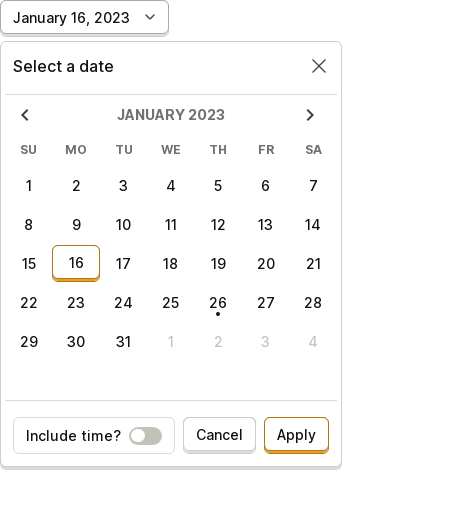 January 16, 2023
Select a date
JANUARY 2023
SU MO TU WE TH FR SA
1 2 3 4 5 6 7
8 9 10 11 12 13 14
15 16 17 18 19 20 21
22 23 24 25 26 27 28
29 30 31 1 2 3 4
Include time? Cancel Apply